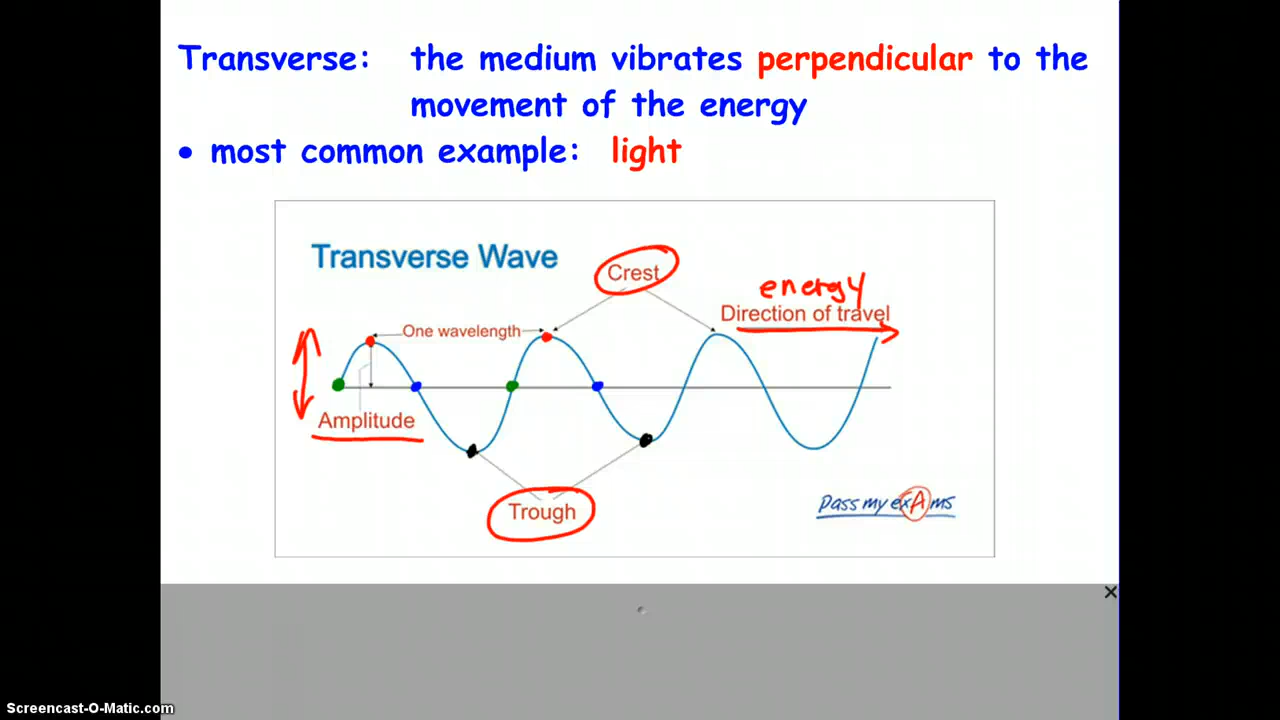 Transverse: the medium vibrates perpendicular to the
movement of the energy
• most common example: light
Transverse Wave
Crest
energy
Direction of travel
One wavelength
Amplitude
Trough
pass my exAms
Screencast-O-Matic.com